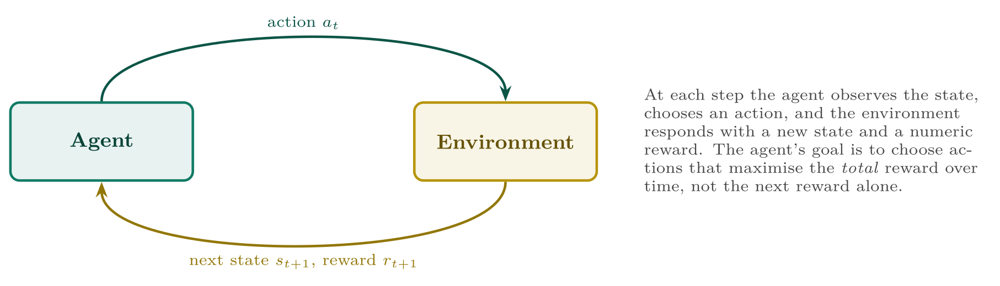 action a_t
Agent
Environment
next state s_{t+1}, reward r_{t+1}
At each step the agent observes the state,
chooses an action, and the environment
responds with a new state and a numeric
reward. The agent's goal is to choose ac-
tions that maximise the total reward over
time, not the next reward alone.